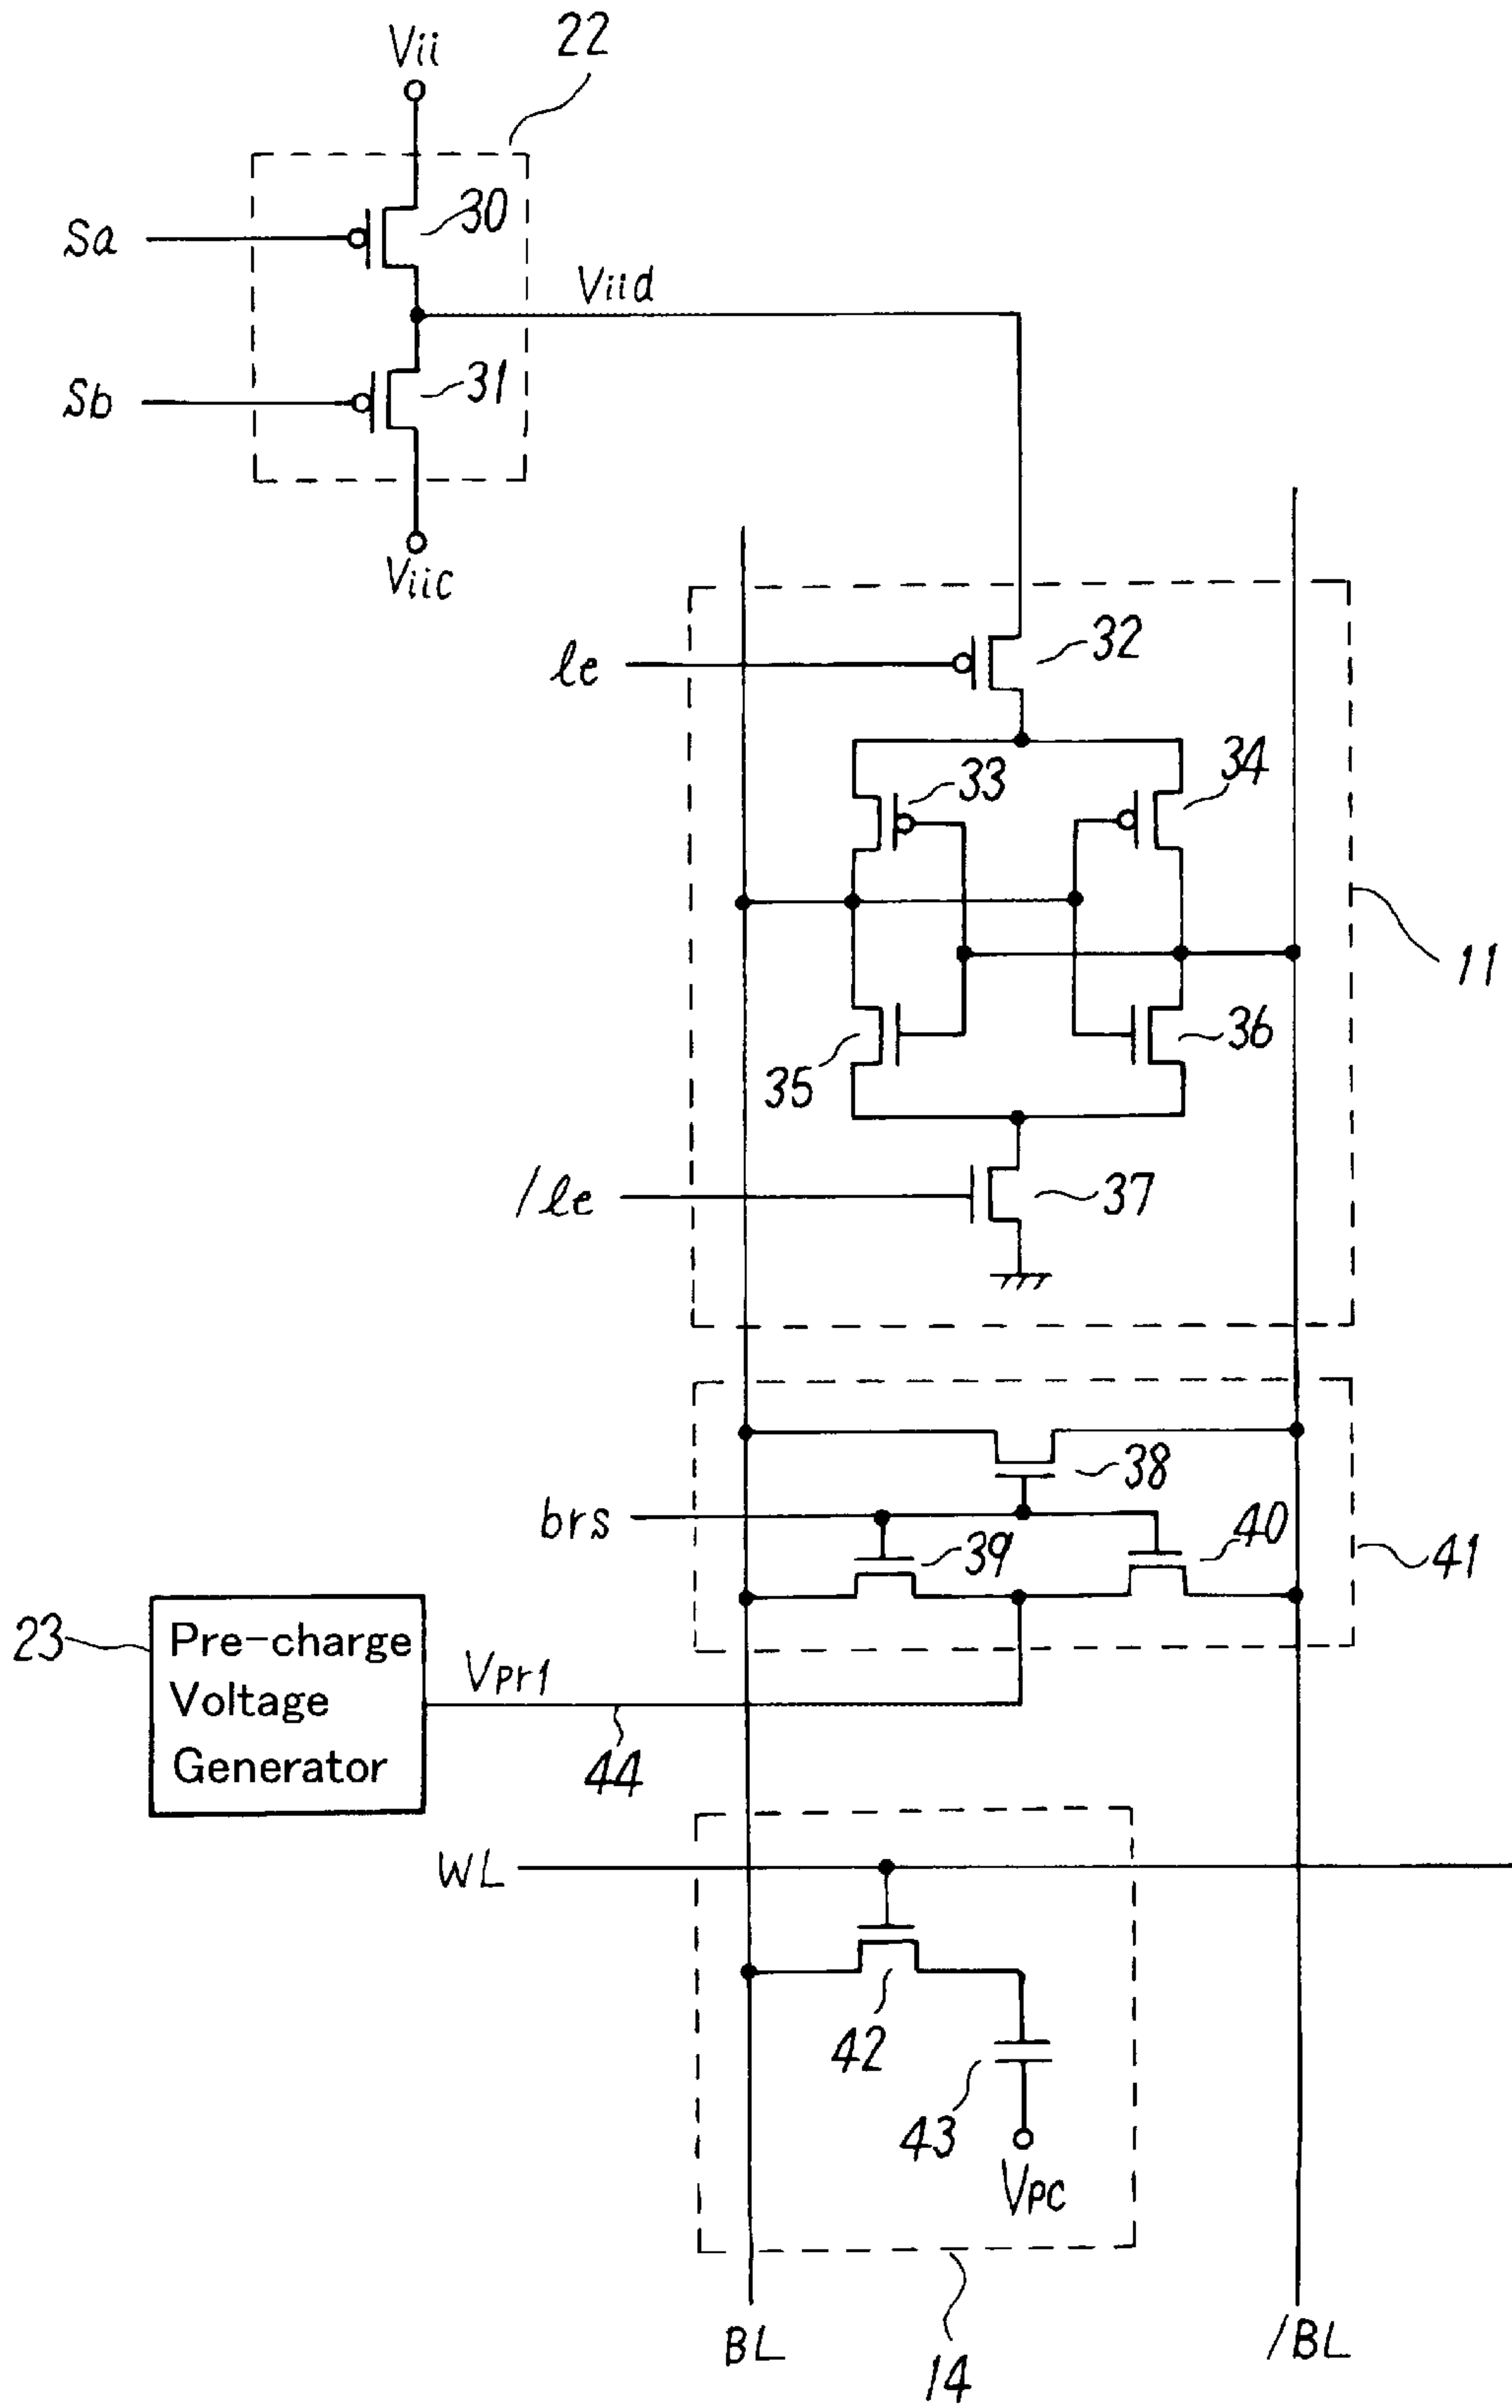 Vii
22
Sa
30
Viid
Sb
31
Viic
le
32
33
34
11
35
36
/le
37
38
brs
39
40
41
23
Pre-charge
Voltage
Generator
Vpr1
44
WL
42
43
Vpc
BL
14
/BL